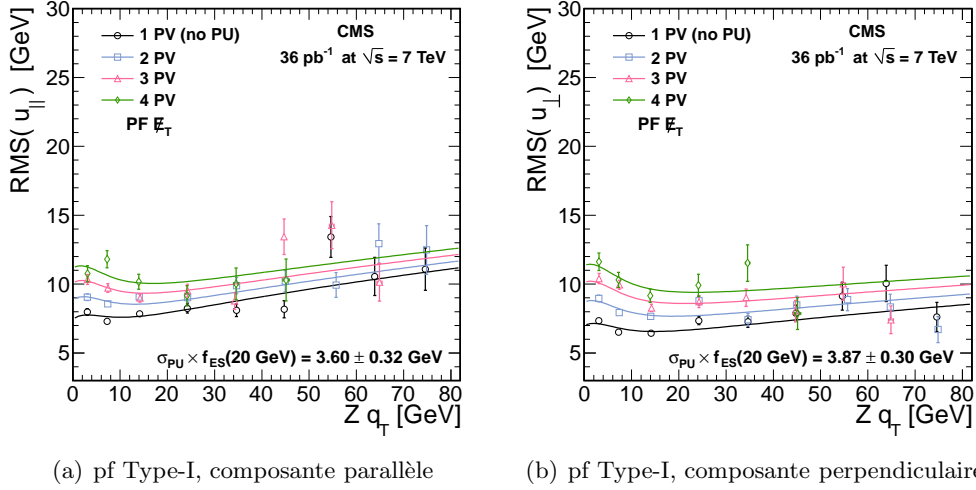 RMS( u∥ ) [GeV]
30
25
20
15
10
5
1 PV (no PU)
2 PV
3 PV
4 PV
PF E̸T
CMS
36 pb⁻¹ at √s = 7 TeV
σPU × fES(20 GeV) = 3.60 ± 0.32 GeV
0 10 20 30 40 50 60 70 80
Z qT [GeV]
(a) pf Type-I, composante parallèle
RMS( u⊥ ) [GeV]
30
25
20
15
10
5
1 PV (no PU)
2 PV
3 PV
4 PV
PF E̸T
CMS
36 pb⁻¹ at √s = 7 TeV
σPU × fES(20 GeV) = 3.87 ± 0.30 GeV
0 10 20 30 40 50 60 70 80
Z qT [GeV]
(b) pf Type-I, composante perpendiculaire